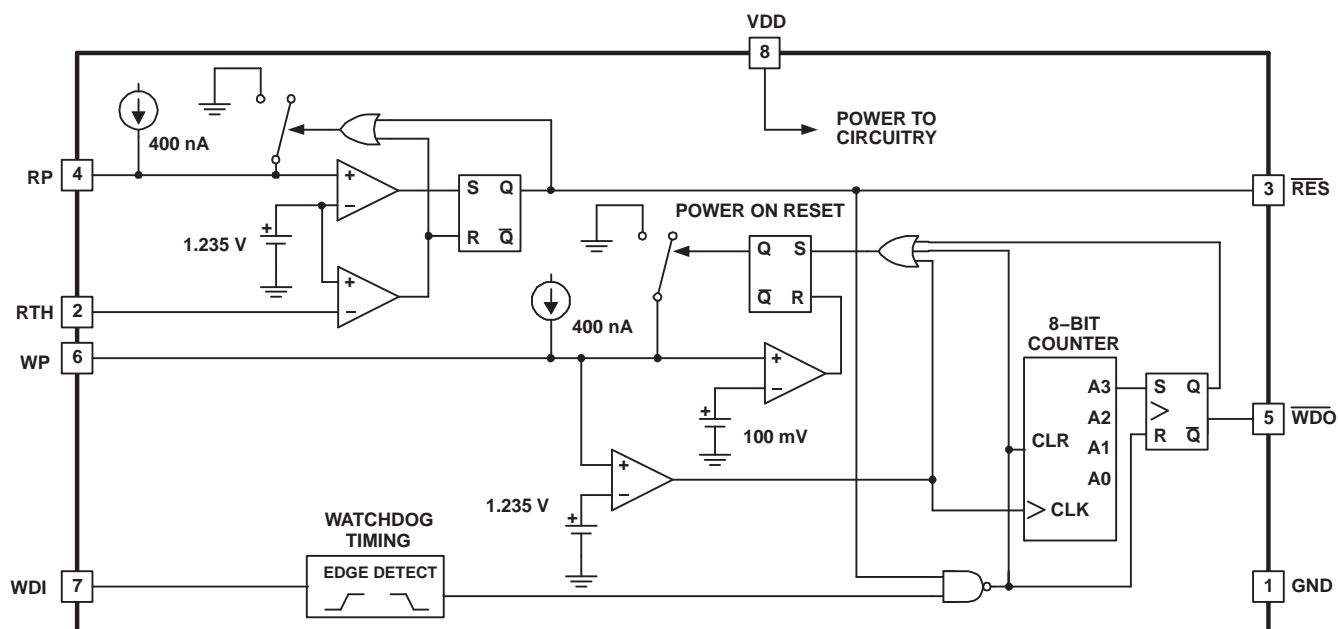 VDD
8
POWER TO
CIRCUITRY
400 nA
RP
4
+
−
S Q
R Q̅
3
R̅E̅S̅
1.235 V
+
POWER ON RESET
Q S
Q̅ R
+
−
RTH
2
400 nA
8−BIT
COUNTER
WP
6
+
−
A3
A2
A1
A0
CLR
CLK
S Q
R Q̅
5
W̅D̅O̅
+
100 mV
+
−
1.235 V
+
WATCHDOG
TIMING
EDGE DETECT
WDI
7
1
GND